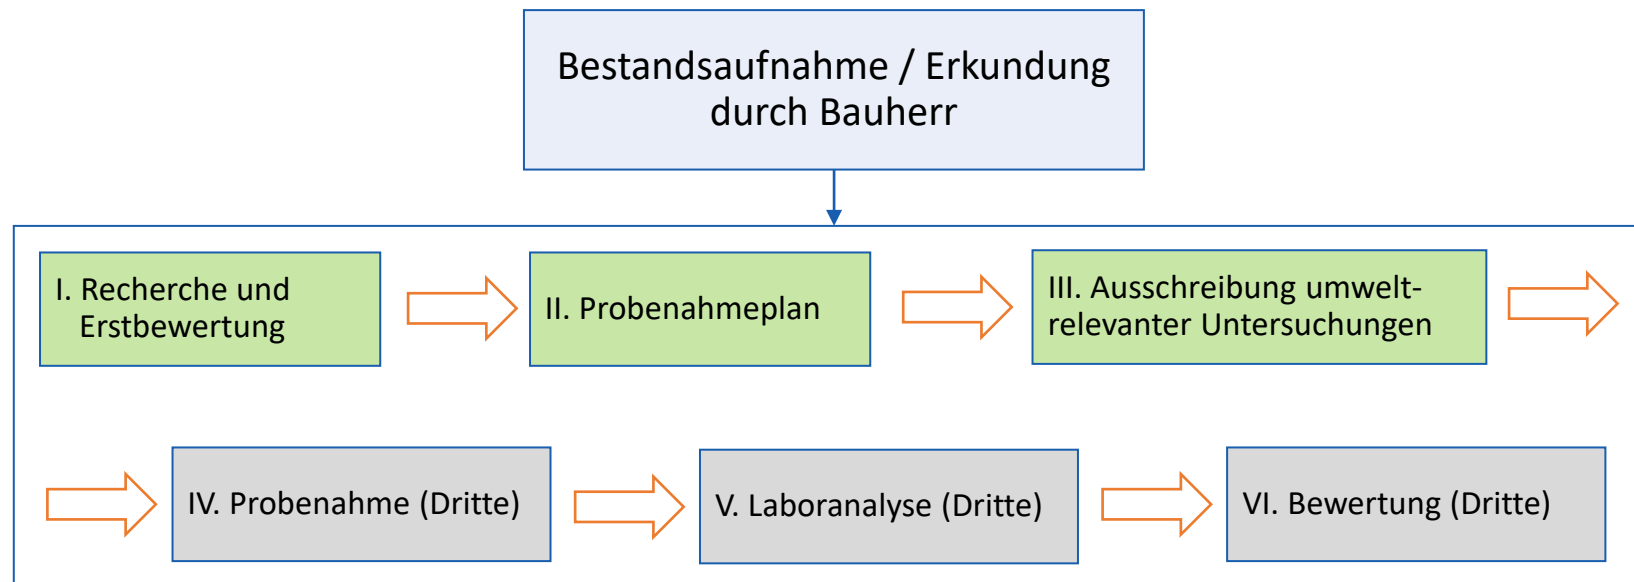 Bestandsaufnahme / Erkundung
durch Bauherr
I. Recherche und
Erstbewertung
II. Probenahmeplan
III. Ausschreibung umwelt-
relevanter Untersuchungen
IV. Probenahme (Dritte)
V. Laboranalyse (Dritte)
VI. Bewertung (Dritte)